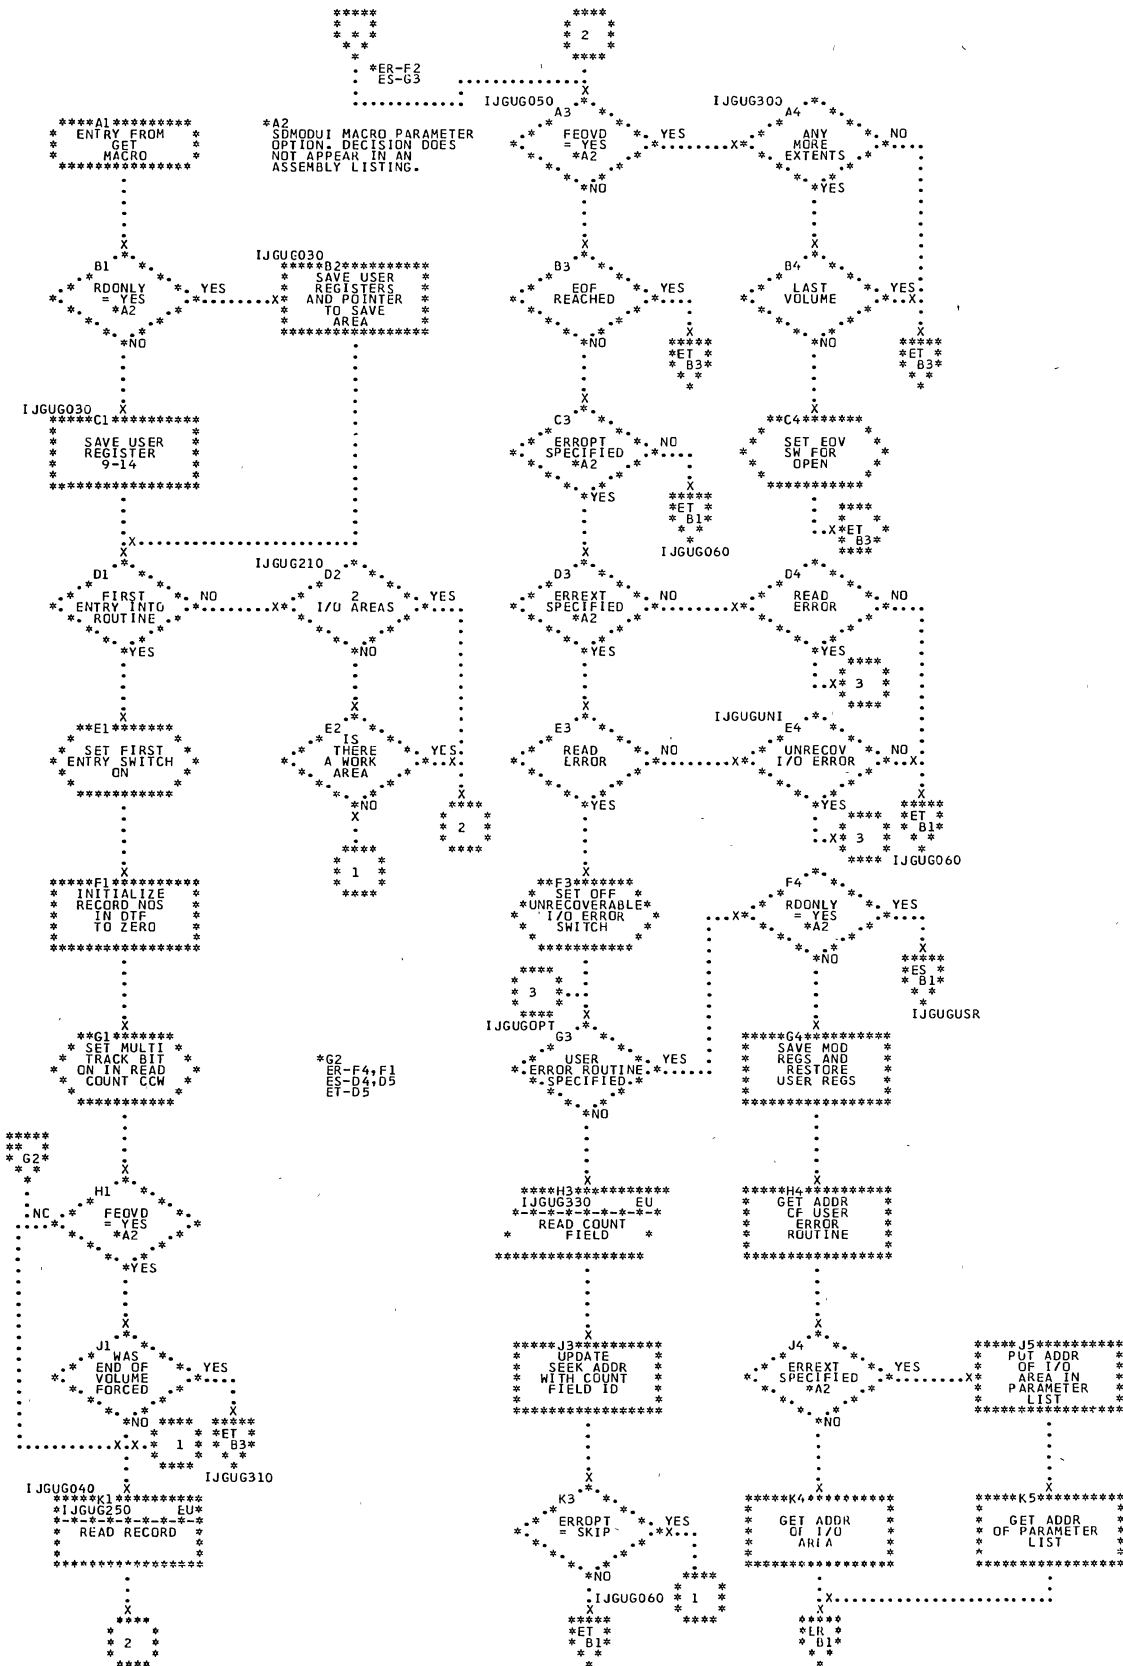 2
*ER-F2
ES-G3
IJGUG050
IJGUG300
A1
ENTRY FROM
GET
MACRO
*A2
SDMODUI MACRO PARAMETER
OPTION. DECISION DOES
NOT APPEAR IN AN
ASSEMBLY LISTING.
A3
FEOVD
= YES
*A2
YES
NO
A4
ANY
MORE
EXTENTS
NO
YES
B1
RDONLY
= YES
*A2
YES
NO
IJGUG030
B2
SAVE USER
REGISTERS
AND POINTER
TO SAVE
AREA
B3
EOF
REACHED
YES
NO
ET
B3
B4
LAST
VOLUME
YES
NO
ET
B3
IJGUG030
C1
SAVE USER
REGISTER
9-14
C3
ERROPT
SPECIFIED
*A2
NO
YES
ET
B1
IJGUG060
C4
SET EOV
SW FOR
OPEN
ET
B3
D1
FIRST
ENTRY INTO
ROUTINE
NO
YES
IJGUG210
D2
2
I/O AREAS
YES
NO
D3
ERREXT
SPECIFIED
*A2
NO
YES
D4
READ
ERROR
NO
YES
3
E1
SET FIRST
ENTRY SWITCH
ON
E2
IS
THERE
A WORK
AREA
YES
NO
2
1
E3
READ
ERROR
NO
YES
IJGUGUNI
E4
UNRECOV
I/O ERROR
NO
YES
3
ET
B1
IJGUG060
F1
INITIALIZE
RECORD NOS
IN DTF
TO ZERO
F3
SET OFF
UNRECOVERABLE
I/O ERROR
SWITCH
F4
RDONLY
= YES
*A2
YES
NO
ES
B1
IJGUGUSR
3
IJGUGOPT
G1
SET MULTI
TRACK BIT
ON IN READ
COUNT CCW
*G2
ER-F4,F1
ES-D4,D5
ET-D5
G3
USER
ERROR ROUTINE
SPECIFIED
YES
NO
G4
SAVE MOD
REGS AND
RESTORE
USER REGS
G2
H1
FEOVD
= YES
*A2
NC
YES
H3
IJGUG330 EU
READ COUNT
FIELD
H4
GET ADDR
CF USER
ERROR
ROUTINE
J1
WAS
END OF
VOLUME
FORCED
YES
NO
1
ET
B3
IJGUG310
J3
UPDATE
SEEK ADDR
WITH COUNT
FIELD ID
J4
ERREXT
SPECIFIED
*A2
YES
NO
J5
PUT ADDR
OF I/O
AREA IN
PARAMETER
LIST
IJGUG040
K1
IJGUG250 EU
READ RECORD
2
K3
ERROPT
= SKIP
YES
NO
IJGUG060
1
ET
B1
K4
GET ADDR
OF I/O
AREA
K5
GET ADDR
OF PARAMETER
LIST
B1